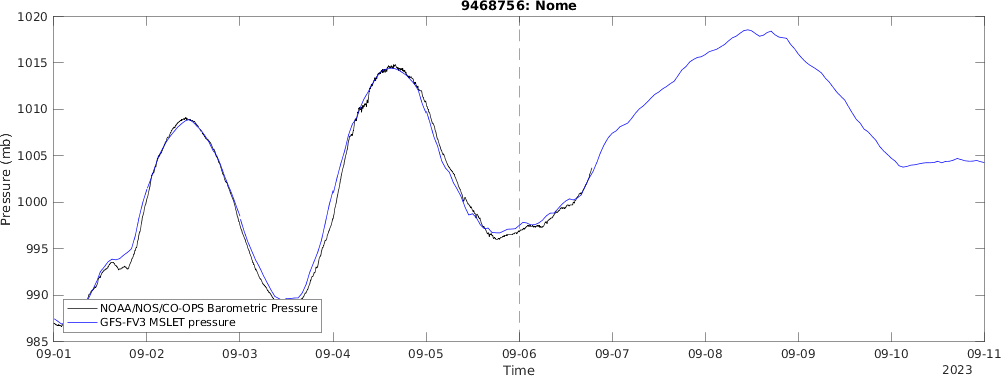 9468756: Nome
1020
1015
1010
1005
1000
995
990
985
Pressure (mb)
NOAA/NOS/CO-OPS Barometric Pressure
GFS-FV3 MSLET pressure
09-01 09-02 09-03 09-04 09-05 09-06 09-07 09-08 09-09 09-10 09-11
Time
2023